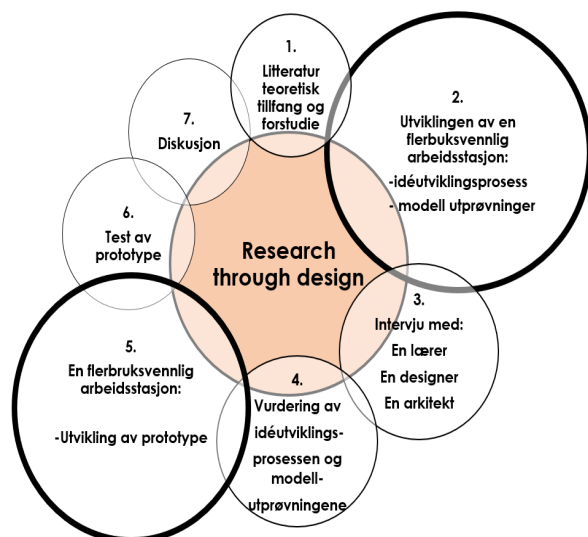 1.
Litteratur
teoretisk
tillfang og
forstudie
2.
Utviklingen av en
flerbuksvennlig
arbeidsstasjon:
-idéutviklingsprosess
- modell utprøvninger
3.
Intervju med:
En lærer
En designer
En arkitekt
4.
Vurdering av
idéutviklings-
prosessen og
modell-
utprøvningene
5.
En flerbruksvennlig
arbeidsstasjon:
-Utvikling av prototype
6.
Test av
prototype
7.
Diskusjon
Research
through design